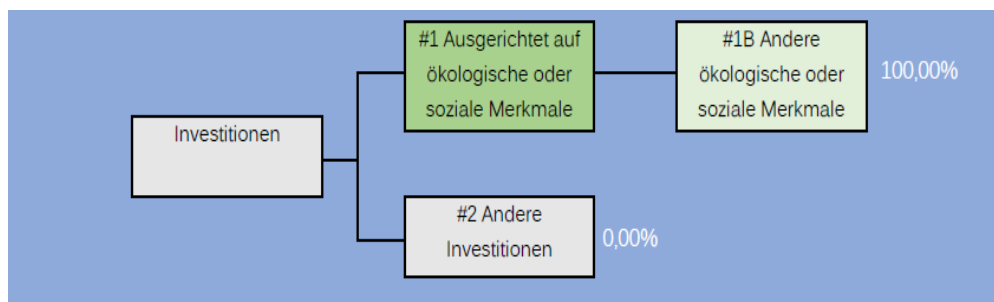 #1 Ausgerichtet auf
ökologische oder
soziale Merkmale
#1B Andere
ökologische oder
soziale Merkmale
100,00%
Investitionen
#2 Andere
Investitionen
0,00%